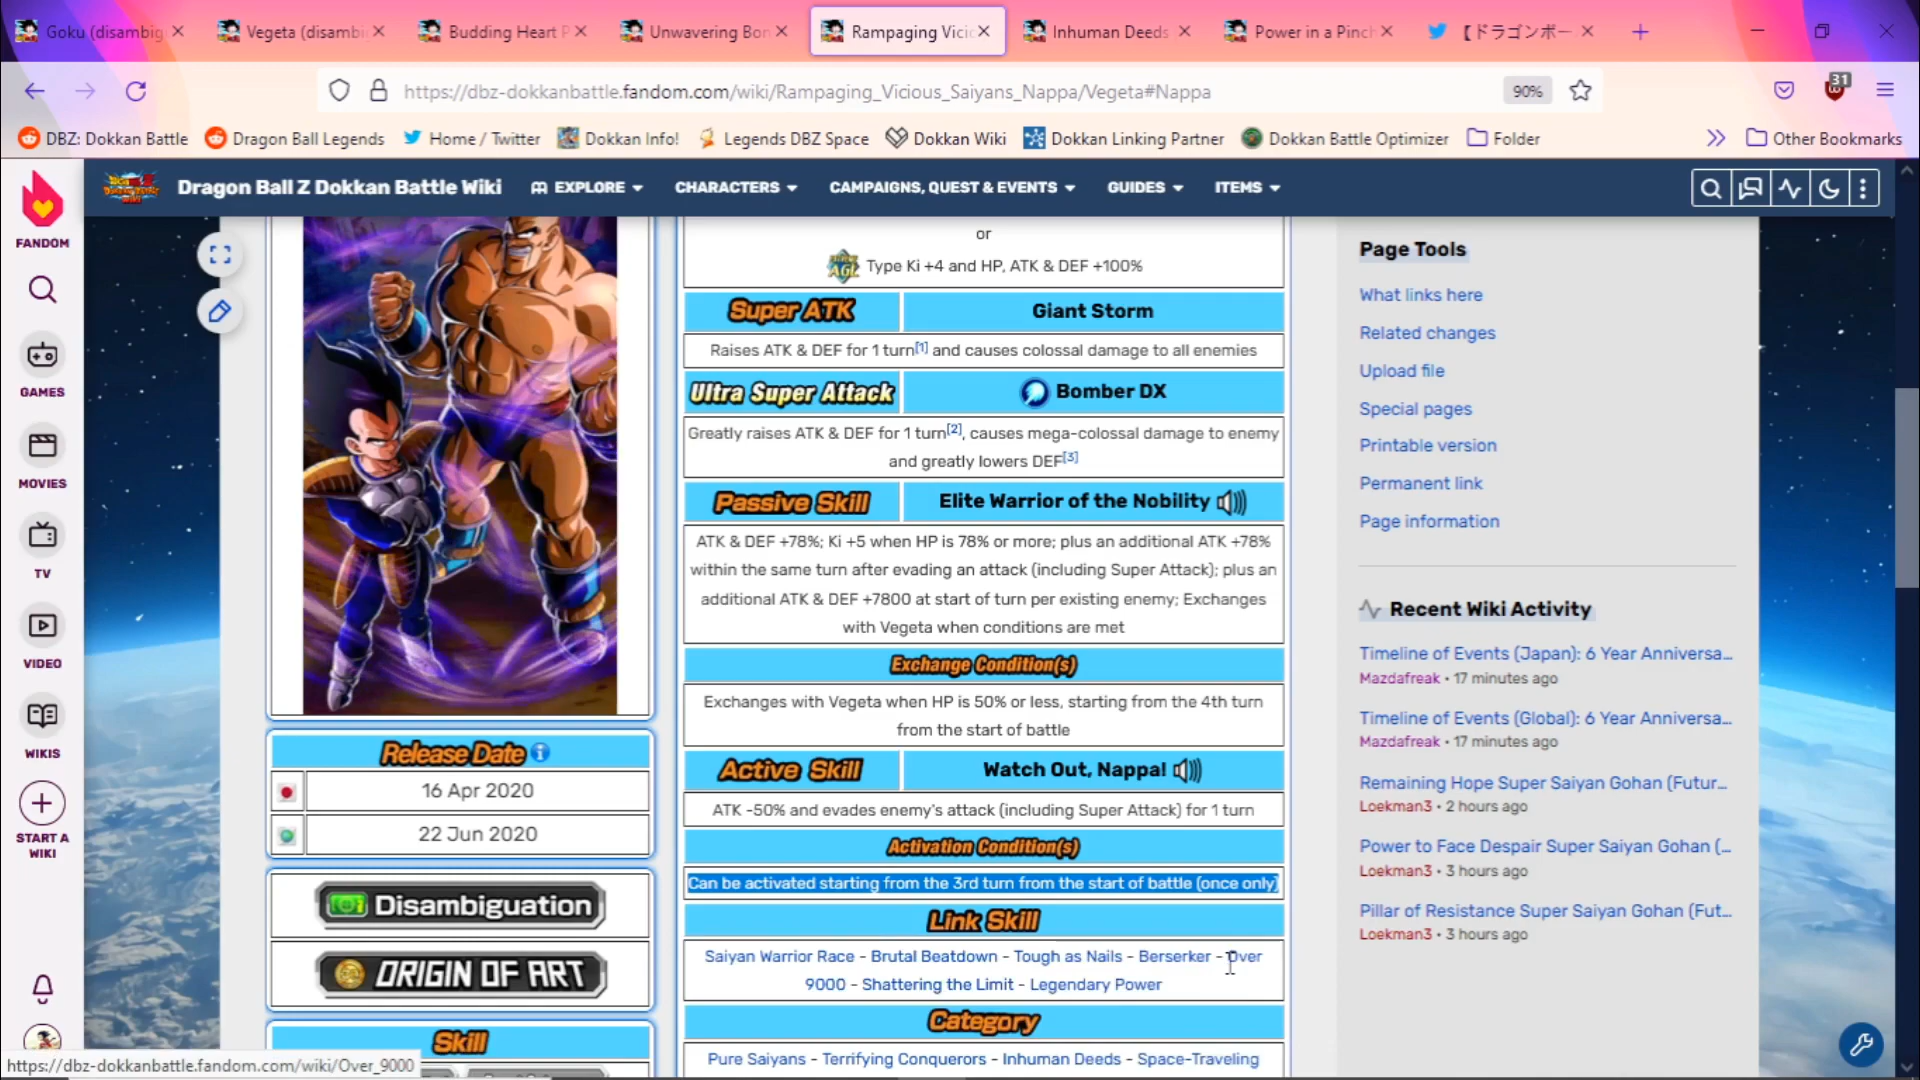 Goku (disambig
Vegeta (disambi
Budding Heart P
Unwavering Bon
Rampaging Vici
Inhuman Deeds
Power in a Pinch
【ドラゴンボー
https://dbz-dokkanbattle.fandom.com/wiki/Rampaging_Vicious_Saiyans_Nappa/Vegeta#Nappa
90%
31
DBZ: Dokkan Battle
Dragon Ball Legends
Home / Twitter
Dokkan Info!
Legends DBZ Space
Dokkan Wiki
Dokkan Linking Partner
Dokkan Battle Optimizer
Folder
Other Bookmarks
Dragon Ball Z Dokkan Battle Wiki
EXPLORE
CHARACTERS
CAMPAIGNS, QUEST & EVENTS
GUIDES
ITEMS
FANDOM
GAMES
MOVIES
TV
VIDEO
WIKIS
START A
WIKI
Release Date
16 Apr 2020
22 Jun 2020
Disambiguation
ORIGIN OF ART
Skill
or
AGL Type Ki +4 and HP, ATK & DEF +100%
Super ATK
Giant Storm
Raises ATK & DEF for 1 turn[1] and causes colossal damage to all enemies
Ultra Super Attack
Bomber DX
Greatly raises ATK & DEF for 1 turn[2], causes mega-colossal damage to enemy
and greatly lowers DEF[3]
Passive Skill
Elite Warrior of the Nobility
ATK & DEF +78%; Ki +5 when HP is 78% or more; plus an additional ATK +78%
within the same turn after evading an attack (including Super Attack); plus an
additional ATK & DEF +7800 at start of turn per existing enemy; Exchanges
with Vegeta when conditions are met
Exchange Condition(s)
Exchanges with Vegeta when HP is 50% or less, starting from the 4th turn
from the start of battle
Active Skill
Watch Out, Nappa!
ATK -50% and evades enemy's attack (including Super Attack) for 1 turn
Activation Condition(s)
Can be activated starting from the 3rd turn from the start of battle (once only)
Link Skill
Saiyan Warrior Race - Brutal Beatdown - Tough as Nails - Berserker - Over
9000 - Shattering the Limit - Legendary Power
Category
Pure Saiyans - Terrifying Conquerors - Inhuman Deeds - Space-Traveling
Page Tools
What links here
Related changes
Upload file
Special pages
Printable version
Permanent link
Page information
Recent Wiki Activity
Timeline of Events (Japan): 6 Year Anniversa...
Mazdafreak • 17 minutes ago
Timeline of Events (Global): 6 Year Anniversa...
Mazdafreak • 17 minutes ago
Remaining Hope Super Saiyan Gohan (Futur...
Loekman3 • 2 hours ago
Power to Face Despair Super Saiyan Gohan (...
Loekman3 • 3 hours ago
Pillar of Resistance Super Saiyan Gohan (Fut...
Loekman3 • 3 hours ago
https://dbz-dokkanbattle.fandom.com/wiki/Over_9000